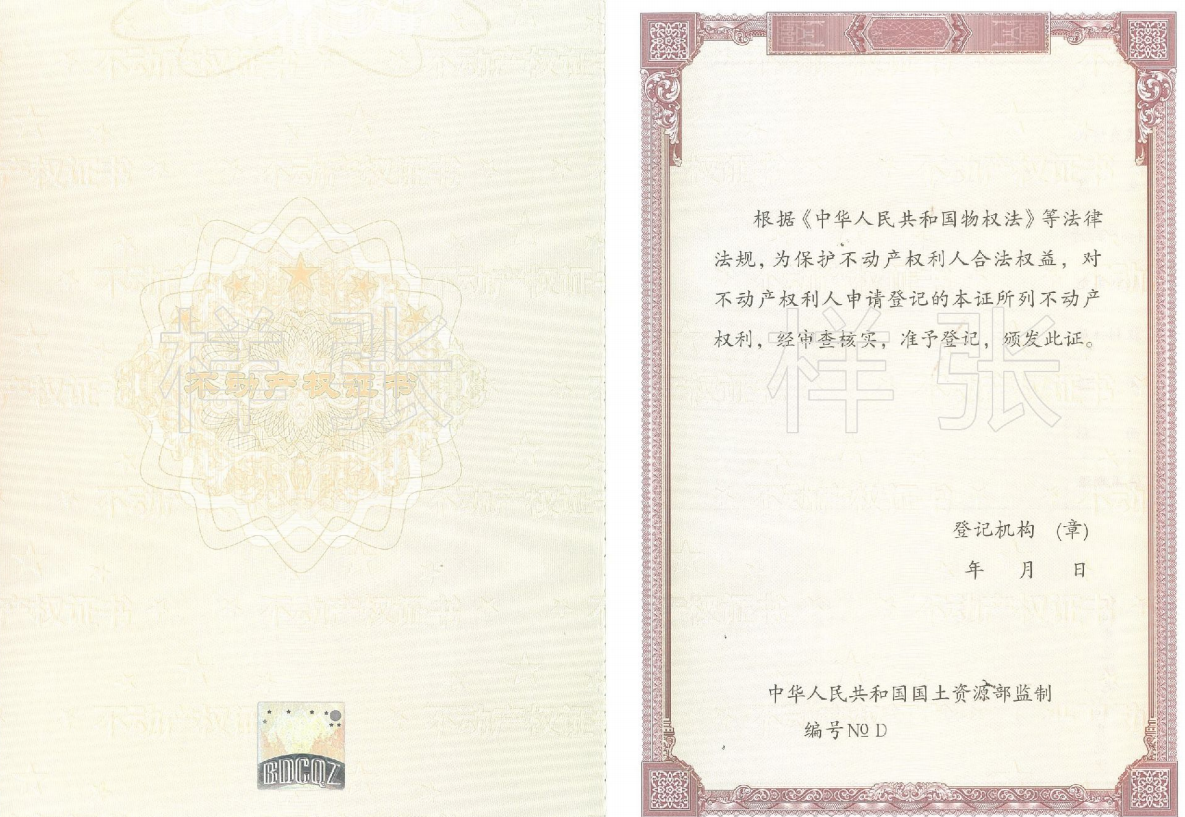 不动产权证书
样张
BDCQZ
根据《中华人民共和国物权法》等法律
法规,为保护不动产权利人合法权益,对
不动产权利人申请登记的本证所列不动产
权利,经审查核实,准予登记,颁发此证。
样张
登记机构 (章)
年 月 日
中华人民共和国国土资源部监制
编号№ D